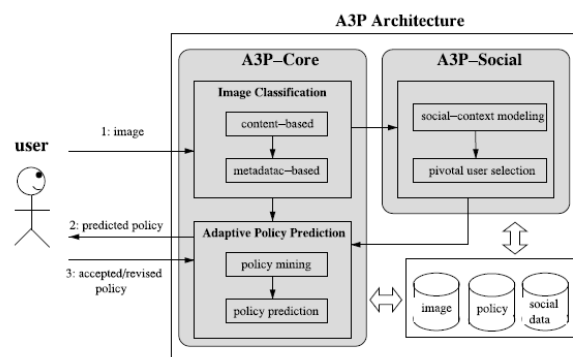 A3P Architecture
A3P–Core
A3P–Social
Image Classification
content–based
metadatac–based
social–context modeling
pivotal user selection
user
1: image
2: predicted policy
3: accepted/revised
policy
Adaptive Policy Prediction
policy mining
policy prediction
image
policy
social
data